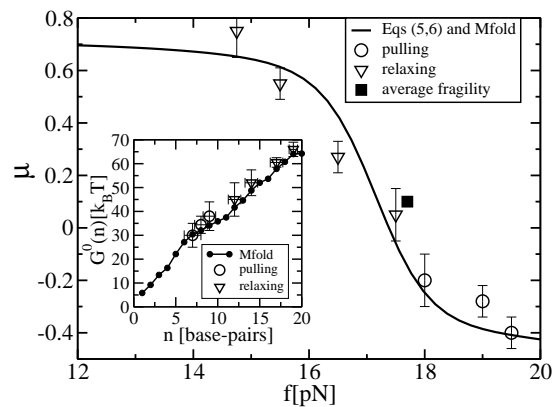 0.8
0.6
0.4
0.2
0
-0.2
-0.4
μ
12
14
16
18
20
f[pN]
Eqs (5,6) and Mfold
pulling
relaxing
average fragility
70
60
50
40
30
20
10
0
G⁰(n) [k_BT]
0
5
10
15
20
n [base-pairs]
Mfold
pulling
relaxing